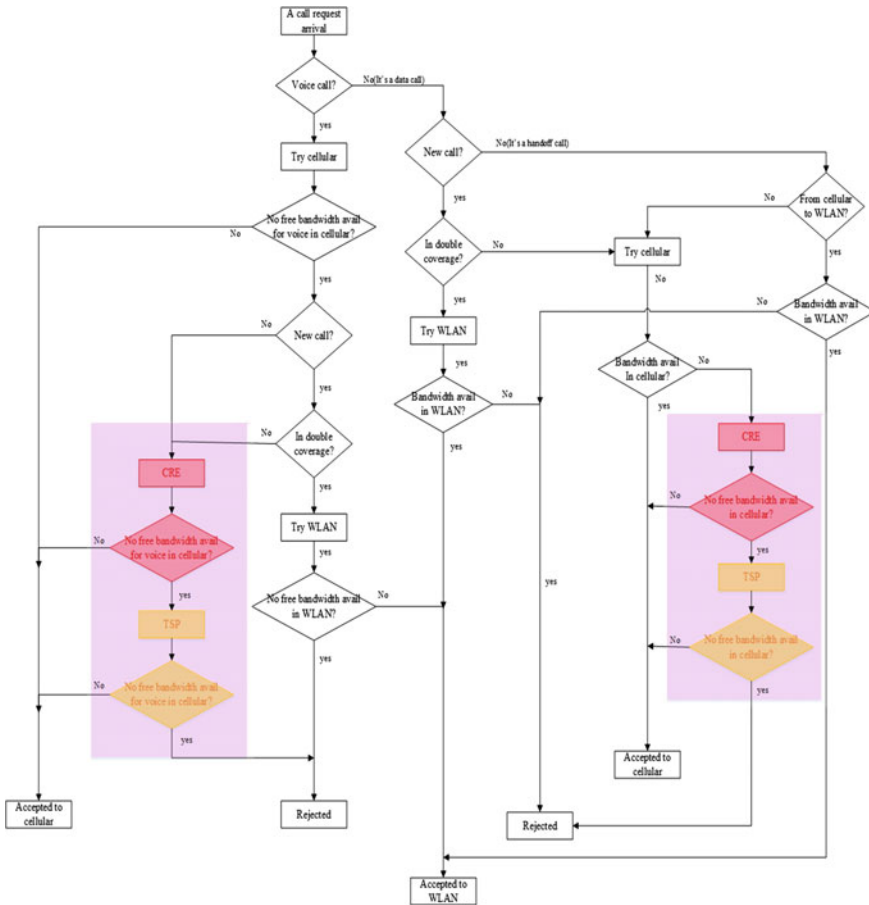 A call request
arrival
Voice call?
No(It's a data call)
yes
Try cellular
New call?
No(It's a handoff call)
yes
From cellular
to WLAN?
No
yes
No free bandwidth avail
for voice in cellular?
No
yes
In double
coverage?
No
yes
Try cellular
No
Bandwidth avail
in WLAN?
No
yes
New call?
No
yes
Try WLAN
Bandwidth avail
in WLAN?
No
yes
Bandwidth avail
In cellular?
No
yes
In double
coverage?
No
yes
CRE
No free bandwidth avail
for voice in cellular?
No
yes
TSP
No free bandwidth avail
for voice in cellular?
No
yes
Try WLAN
yes
No free bandwidth avail
in WLAN?
No
yes
yes
CRE
No free bandwidth avail
in cellular?
No
yes
TSP
No free bandwidth avail
in cellular?
No
yes
Accepted to
cellular
Rejected
Accepted to
cellular
Rejected
Accepted to
WLAN